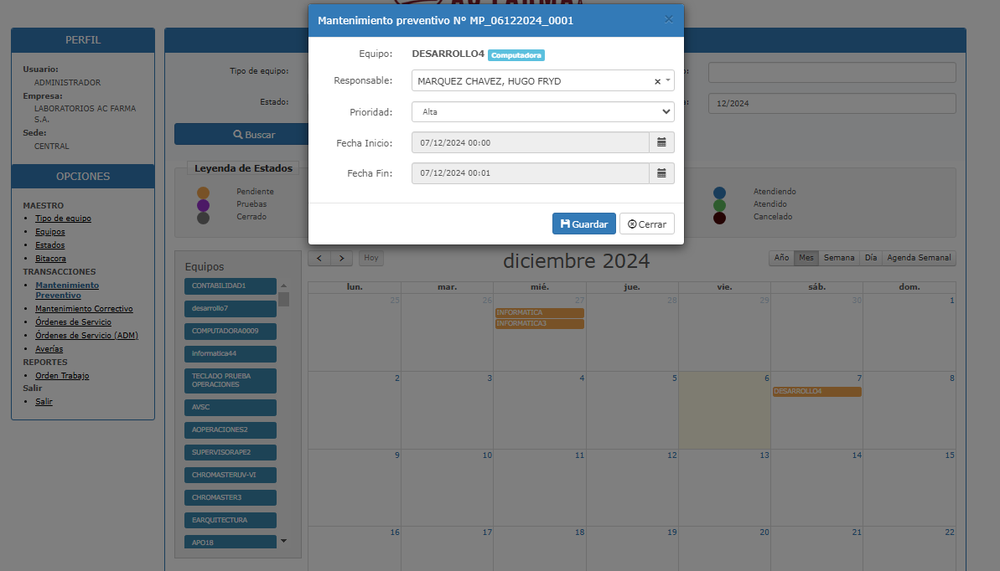 AC FARMA
Mantenimiento preventivo Nº MP_06122024_0001
×
Equipo: DESARROLLO4 Computadora
Responsable: MARQUEZ CHAVEZ, HUGO FRYD ×
Prioridad: Alta
Fecha Inicio: 07/12/2024 00:00
Fecha Fin: 07/12/2024 00:01
Guardar Cerrar
PERFIL
Usuario:
ADMINISTRADOR
Empresa:
LABORATORIOS AC FARMA
S.A.
Sede:
CENTRAL
OPCIONES
MAESTRO
Tipo de equipo
Equipos
Estados
Bitacora
TRANSACCIONES
Mantenimiento
Preventivo
Mantenimiento Correctivo
Órdenes de Servicio
Órdenes de Servicio (ADM)
Averías
REPORTES
Orden Trabajo
Salir
Salir
Tipo de equipo:
Estado:
12/2024
Buscar
Leyenda de Estados
Pendiente
Pruebas
Cerrado
Atendiendo
Atendido
Cancelado
Equipos
CONTABILIDAD1
desarrollo7
COMPUTADORA0009
informatica44
TECLADO PRUEBA
OPERACIONES
AVSC
AOPERACIONES2
SUPERVISORAPE2
CHROMASTERUV-VI
CHROMASTER3
EARQUITECTURA
APO18
< > Hoy
diciembre 2024
Año Mes Semana Día Agenda Semanal
lun. mar. mié. jue. vie. sáb. dom.
25 26 27 28 29 30 1
INFORMATICA
INFORMATICA3
2 3 4 5 6 7 8
DESARROLLO4
9 10 11 12 13 14 15
16 17 18 19 20 21 22